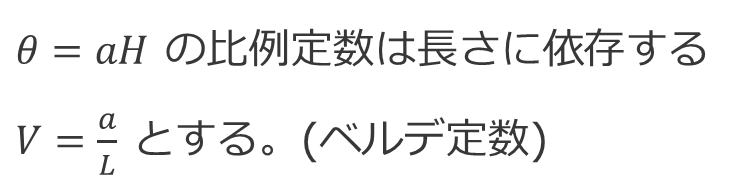 θ = aH の比例定数は長さに依存する
V = a/L とする。(ベルデ定数)